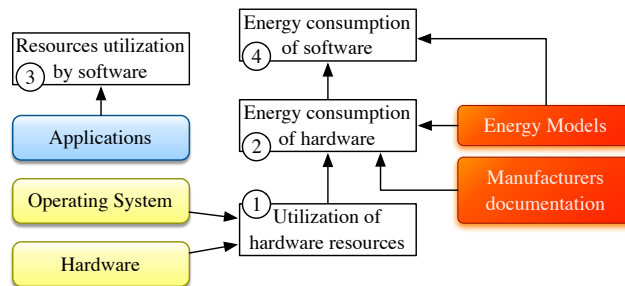 Resources utilization
by software
3
Energy consumption
of software
4
Applications
Energy consumption
of hardware
2
Energy Models
Manufacturers
documentation
Operating System
1
Utilization of
hardware resources
Hardware